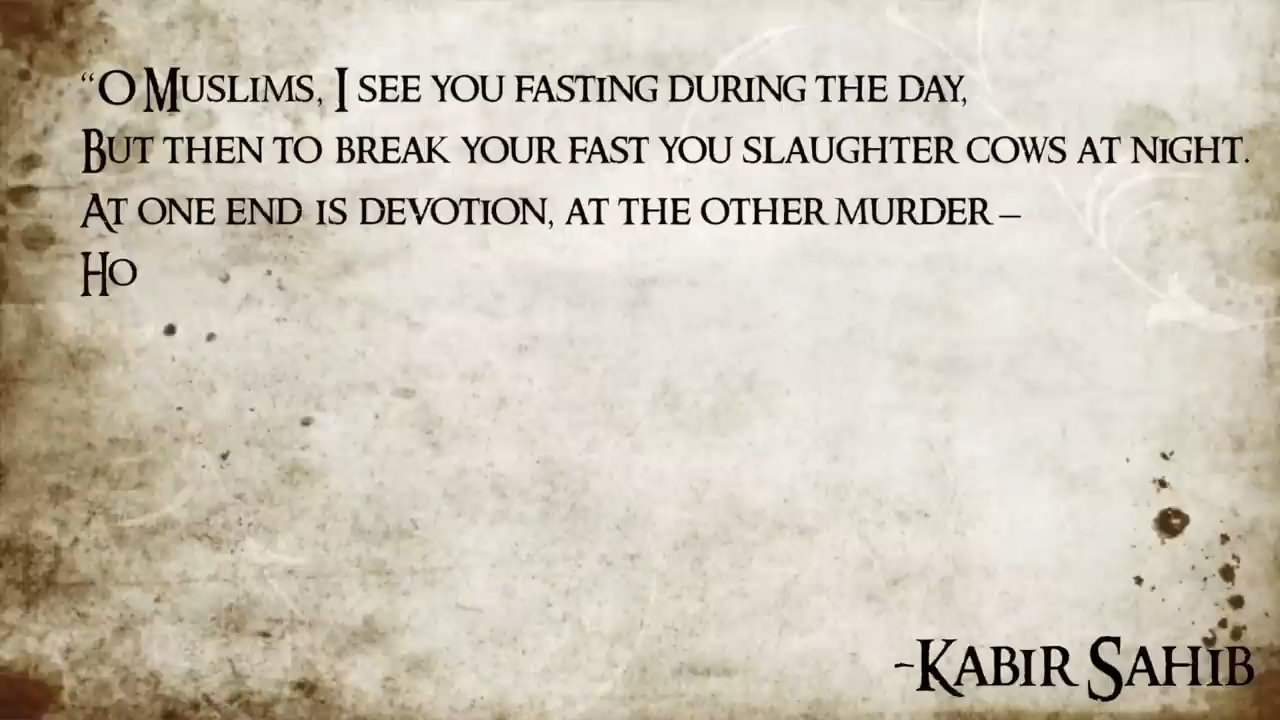 “O Muslims, I see you fasting during the day,
But then to break your fast you slaughter cows at night.
At one end is devotion, at the other murder –
Ho
-Kabir Sahib